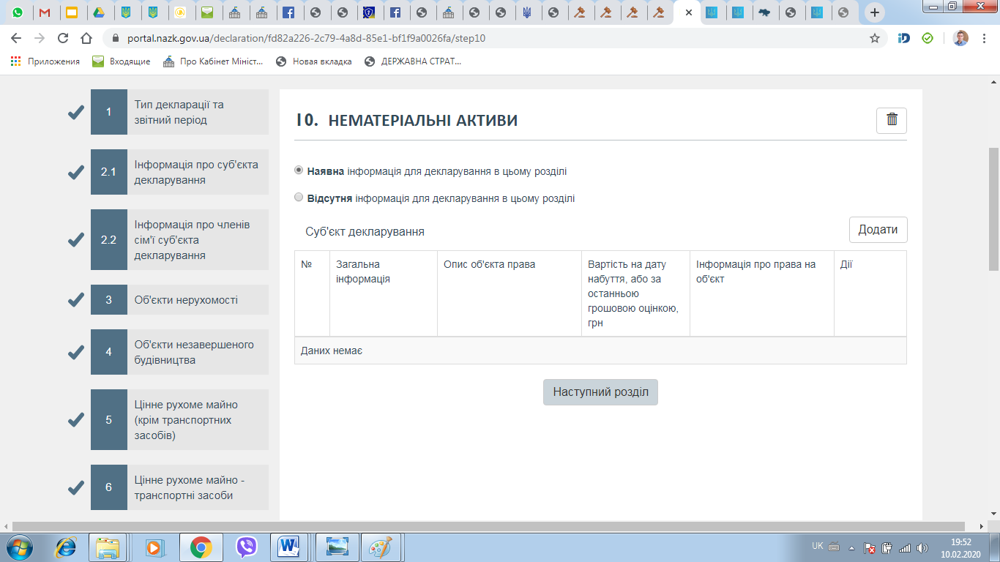 portal.nazk.gov.ua/declaration/fd82a226-2c79-4a8d-85e1-bf1f9a0026fa/step10
Приложения
Входящие
Про Кабінет Мініст...
Новая вкладка
ДЕРЖАВНА СТРАТ...
1
Тип декларації та
звітний період
2.1
Інформація про суб'єкта
декларування
2.2
Інформація про членів
сім'ї суб'єкта
декларування
3
Об'єкти нерухомості
4
Об'єкти незавершеного
будівництва
5
Цінне рухоме майно
(крім транспортних
засобів)
6
Цінне рухоме майно -
транспортні засоби
10. НЕМАТЕРІАЛЬНІ АКТИВИ
Наявна інформація для декларування в цьому розділі
Відсутня інформація для декларування в цьому розділі
Суб'єкт декларування
Додати
№
Загальна
інформація
Опис об'єкта права
Вартість на дату
набуття, або за
останньою
грошовою оцінкою,
грн
Інформація про права на
об'єкт
Дії
Даних немає
Наступний розділ
UK
19:52
10.02.2020